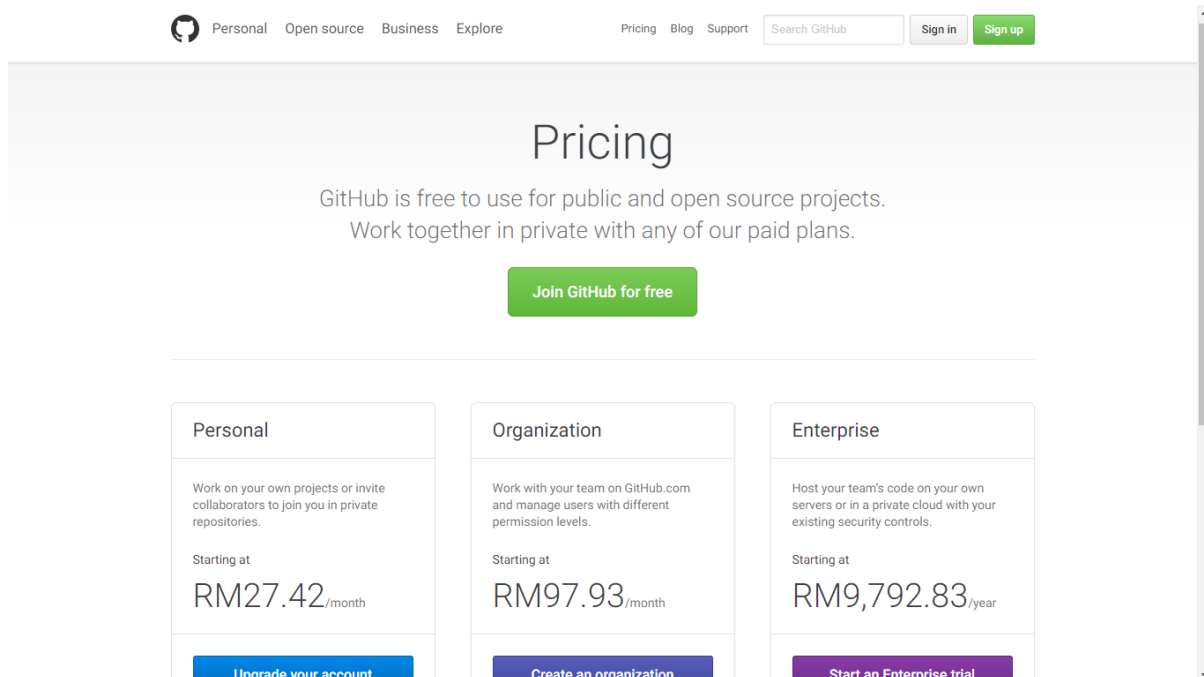 Personal Open source Business Explore Pricing Blog Support Search GitHub Sign in Sign up
Pricing
GitHub is free to use for public and open source projects.
Work together in private with any of our paid plans.
Join GitHub for free
Personal
Work on your own projects or invite
collaborators to join you in private
repositories.
Starting at
RM27.42/month
Upgrade your account
Organization
Work with your team on GitHub.com
and manage users with different
permission levels.
Starting at
RM97.93/month
Create an organization
Enterprise
Host your team's code on your own
servers or in a private cloud with your
existing security controls.
Starting at
RM9,792.83/year
Start an Enterprise trial